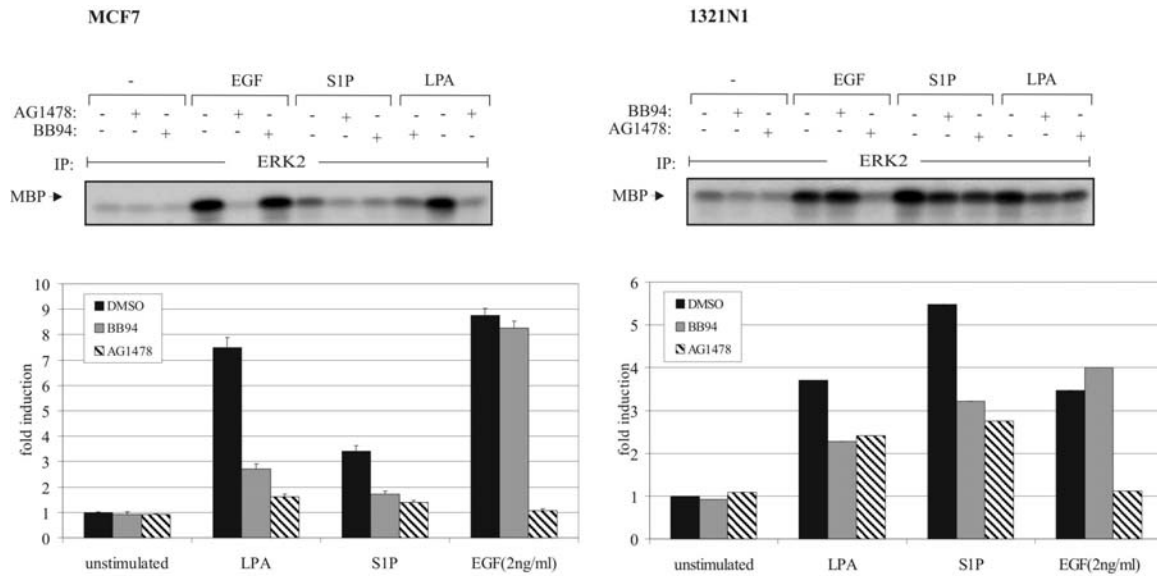 MCF7
- EGF S1P LPA
AG1478: - + - - + - - + - - - +
BB94: - - + - - + - - + + - -
IP: ERK2
MBP
10
9
8
7
6
5
4
3
2
1
0
fold induction
DMSO
BB94
AG1478
unstimulated LPA S1P EGF(2ng/ml)
1321N1
- EGF S1P LPA
BB94: - + - - + - - + - - + -
AG1478: - - + - - + - - + - - +
IP: ERK2
MBP
6
5
4
3
2
1
0
fold induction
DMSO
BB94
AG1478
unstimulated LPA S1P EGF(2ng/ml)